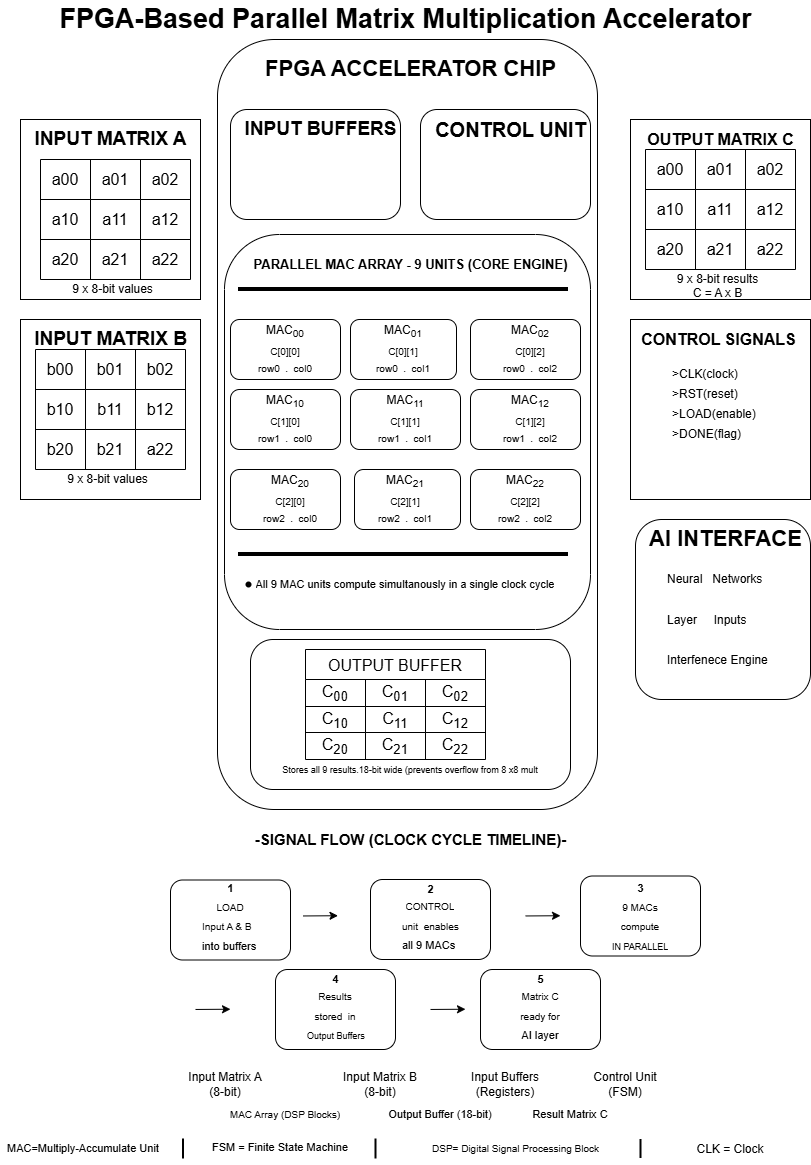 FPGA-Based Parallel Matrix Multiplication Accelerator
FPGA ACCELERATOR CHIP
INPUT BUFFERS
CONTROL UNIT
INPUT MATRIX A
a00 a01 a02
a10 a11 a12
a20 a21 a22
9 x 8-bit values
INPUT MATRIX B
b00 b01 b02
b10 b11 b12
b20 b21 a22
9 x 8-bit values
PARALLEL MAC ARRAY - 9 UNITS (CORE ENGINE)
MAC00 MAC01 MAC02
C[0][0] C[0][1] C[0][2]
row0 . col0 row0 . col1 row0 . col2
MAC10 MAC11 MAC12
C[1][0] C[1][1] C[1][2]
row1 . col0 row1 . col1 row1 . col2
MAC20 MAC21 MAC22
C[2][0] C[2][1] C[2][2]
row2 . col0 row2 . col1 row2 . col2
● All 9 MAC units compute simultanously in a single clock cycle
OUTPUT BUFFER
C00 C01 C02
C10 C11 C12
C20 C21 C22
Stores all 9 results.18-bit wide (prevents overflow from 8 x8 mult
OUTPUT MATRIX C
a00 a01 a02
a10 a11 a12
a20 a21 a22
9 x 8-bit results
C = A x B
CONTROL SIGNALS
>CLK(clock)
>RST(reset)
>LOAD(enable)
>DONE(flag)
AI INTERFACE
Neural Networks
Layer Inputs
Interfenece Engine
-SIGNAL FLOW (CLOCK CYCLE TIMELINE)-
1
LOAD
Input A & B
into buffers
2
CONTROL
unit enables
all 9 MACs
3
9 MACs
compute
IN PARALLEL
4
Results
stored in
Output Buffers
5
Matrix C
ready for
AI layer
Input Matrix A
(8-bit)
Input Matrix B
(8-bit)
Input Buffers
(Registers)
Control Unit
(FSM)
MAC Array (DSP Blocks)
Output Buffer (18-bit)
Result Matrix C
MAC=Multiply-Accumulate Unit
FSM = Finite State Machine
DSP= Digital Signal Processing Block
CLK = Clock